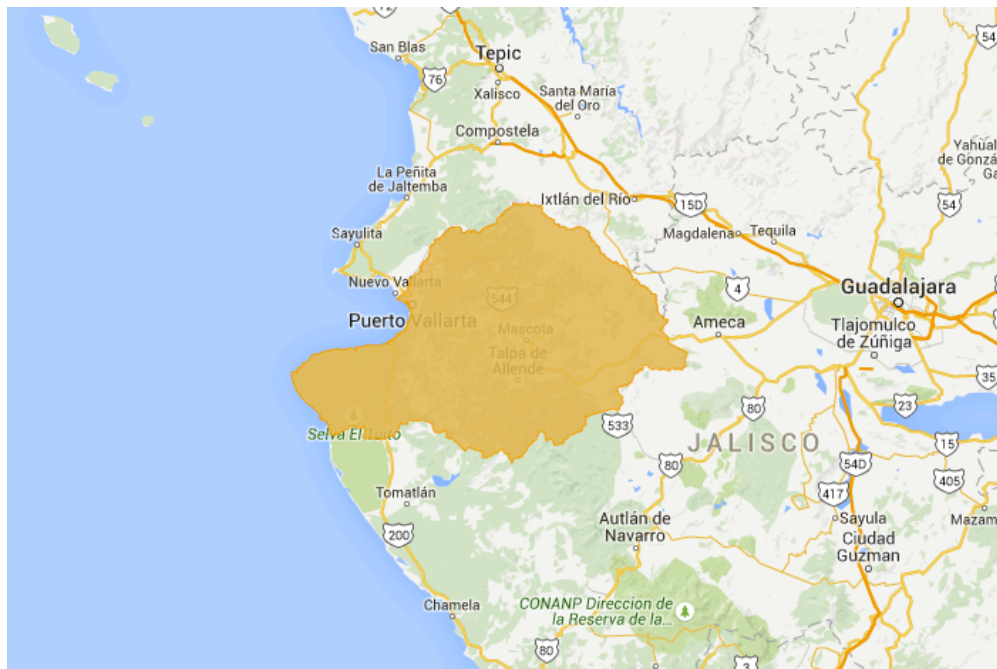 12
54
San Blas
Tepic
76
Xalisco
Santa María
del Oro
Compostela
Yahual
de Gonzá
Ga
La Peñita
de Jaltemba
Ixtlán del Río
15D
54
Sayulita
Magdalena
Tequila
Nuevo Vallarta
544
4
Guadalajara
Puerto Vallarta
Mascota
Ameca
Tlajomulco
de Zúñiga
Talpa de
Allende
35
80
23
533
Selva El Tuito
JALISCO
15
80
54D
405
Tomatlán
417
200
Sayula
Mazam
Autlán de
Navarro
Ciudad
Guzman
Chamela
CONANP Direccion de
la Reserva de la...
80
3